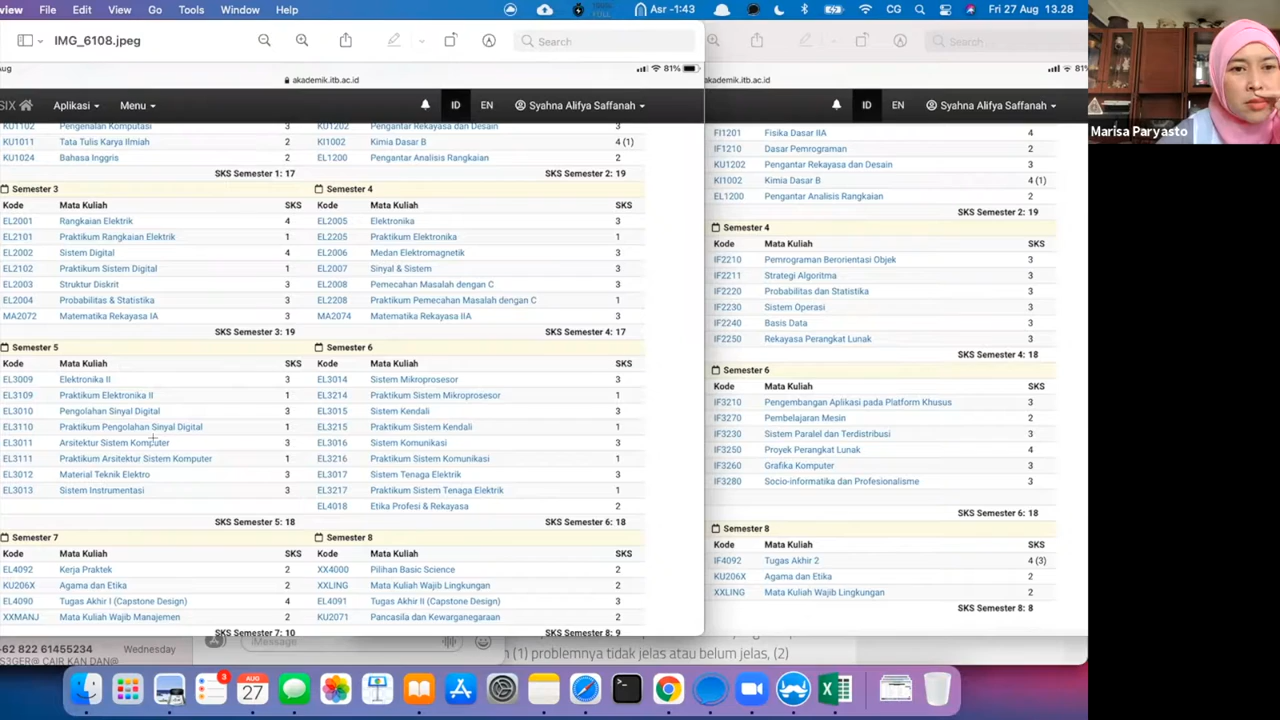 view File Edit View Go Tools Window Help Asr -1:43 CG Fri 27 Aug 13.28
IMG_6108.jpeg Search Search
Aug 81% 81%
akademik.itb.ac.id akademik.itb.ac.id
SIX Aplikasi Menu ID EN Syahna Alifya Saffanah
ID EN Syahna Alifya Saffanah
KU1102 Pengenalan Komputasi 3 KU1202 Pengantar Rekayasa dan Desain 3
KU1011 Tata Tulis Karya Ilmiah 2 KI1002 Kimia Dasar B 4 (1)
KU1024 Bahasa Inggris 2 EL1200 Pengantar Analisis Rangkaian 2
SKS Semester 1: 17 SKS Semester 2: 19
Semester 3 Semester 4
Kode Mata Kuliah SKS Kode Mata Kuliah SKS
EL2001 Rangkaian Elektrik 4 EL2005 Elektronika 3
EL2101 Praktikum Rangkaian Elektrik 1 EL2205 Praktikum Elektronika 1
EL2002 Sistem Digital 4 EL2006 Medan Elektromagnetik 3
EL2102 Praktikum Sistem Digital 1 EL2007 Sinyal & Sistem 3
EL2003 Struktur Diskrit 3 EL2008 Pemecahan Masalah dengan C 3
EL2004 Probabilitas & Statistika 3 EL2208 Praktikum Pemecahan Masalah dengan C 1
MA2072 Matematika Rekayasa IA 3 MA2074 Matematika Rekayasa IIA 3
SKS Semester 3: 19 SKS Semester 4: 17
Semester 5 Semester 6
Kode Mata Kuliah SKS Kode Mata Kuliah SKS
EL3009 Elektronika II 3 EL3014 Sistem Mikroprosesor 3
EL3109 Praktikum Elektronika II 1 EL3214 Praktikum Sistem Mikroprosesor 1
EL3010 Pengolahan Sinyal Digital 3 EL3015 Sistem Kendali 3
EL3110 Praktikum Pengolahan Sinyal Digital 1 EL3215 Praktikum Sistem Kendali 1
EL3011 Arsitektur Sistem Komputer 3 EL3016 Sistem Komunikasi 3
EL3111 Praktikum Arsitektur Sistem Komputer 1 EL3216 Praktikum Sistem Komunikasi 1
EL3012 Material Teknik Elektro 3 EL3017 Sistem Tenaga Elektrik 3
EL3013 Sistem Instrumentasi 3 EL3217 Praktikum Sistem Tenaga Elektrik 1
EL4018 Etika Profesi & Rekayasa 2
SKS Semester 5: 18 SKS Semester 6: 18
Semester 7 Semester 8
Kode Mata Kuliah SKS Kode Mata Kuliah SKS
EL4092 Kerja Praktek 2 XX4000 Pilihan Basic Science 2
KU206X Agama dan Etika 2 XXLING Mata Kuliah Wajib Lingkungan 2
EL4090 Tugas Akhir I (Capstone Design) 4 EL4091 Tugas Akhir II (Capstone Design) 3
XXMANJ Mata Kuliah Wajib Manajemen 2 KU2071 Pancasila dan Kewarganegaraan 2
SKS Semester 7: 10 SKS Semester 8: 9
FI1201 Fisika Dasar IIA 4
IF1210 Dasar Pemrograman 2
KU1202 Pengantar Rekayasa dan Desain 3
KI1002 Kimia Dasar B 4 (1)
EL1200 Pengantar Analisis Rangkaian 2
SKS Semester 2: 19
Semester 4
Kode Mata Kuliah SKS
IF2210 Pemrograman Berorientasi Objek 3
IF2211 Strategi Algoritma 3
IF2220 Probabilitas dan Statistika 3
IF2230 Sistem Operasi 3
IF2240 Basis Data 3
IF2250 Rekayasa Perangkat Lunak 3
SKS Semester 4: 18
Semester 6
Kode Mata Kuliah SKS
IF3210 Pengembangan Aplikasi pada Platform Khusus 3
IF3270 Pembelajaran Mesin 2
IF3230 Sistem Paralel dan Terdistribusi 3
IF3250 Proyek Perangkat Lunak 4
IF3260 Grafika Komputer 3
IF3280 Socio-informatika dan Profesionalisme 3
SKS Semester 6: 18
Semester 8
Kode Mata Kuliah SKS
IF4092 Tugas Akhir 2 4 (3)
KU206X Agama dan Etika 2
XXLING Mata Kuliah Wajib Lingkungan 2
SKS Semester 8: 8
Marisa Paryasto
+62 822 61455234 Wednesday
S3GER@ CAIR KAN DAN@
iMessage
(1) problemnya tidak jelas atau belum jelas, (2)
AUG
27
3